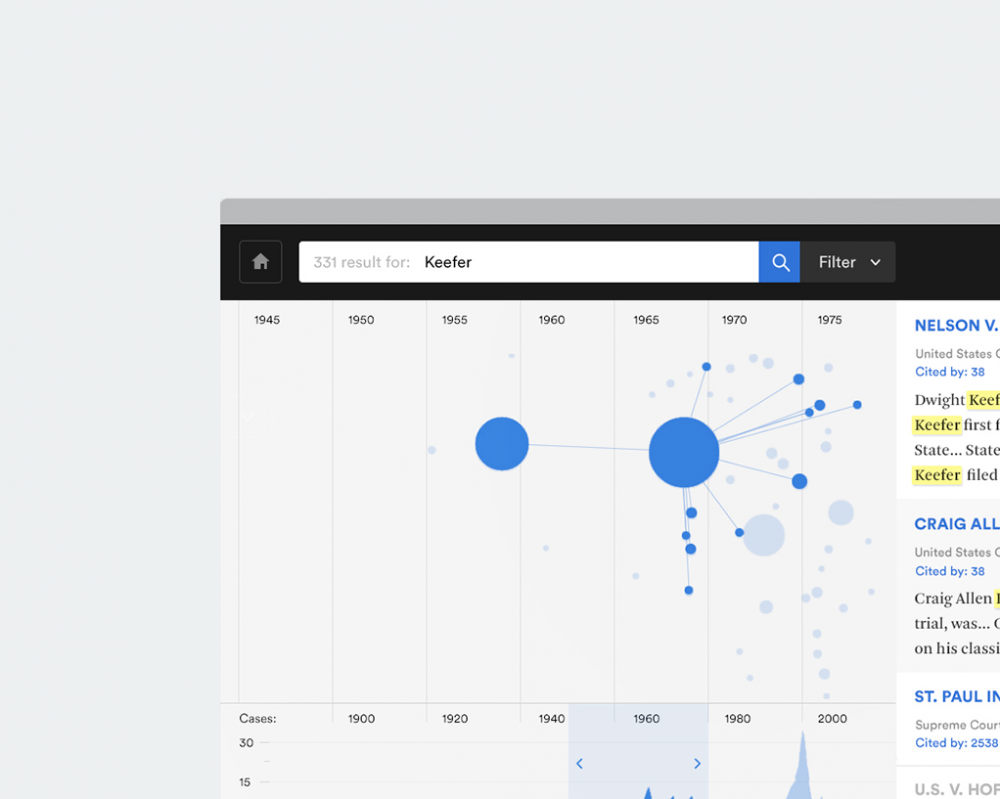 331 result for: Keefer
Filter
1945 1950 1955 1960 1965 1970 1975
NELSON V.
United States
Cited by: 38
Dwight Keef
Keefer first f
State... State
Keefer filed
CRAIG ALL
United States
Cited by: 38
Craig Allen
trial, was...
on his classi
ST. PAUL IN
Supreme Cour
Cited by: 2538
U.S. V. HOF
Cases: 1900 1920 1940 1960 1980 2000
30
15